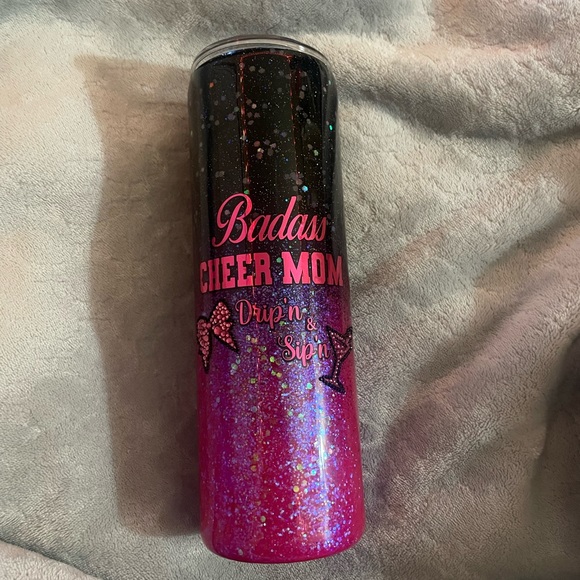 Badass
CHEER MOM
Drip'n
&
Sip'n